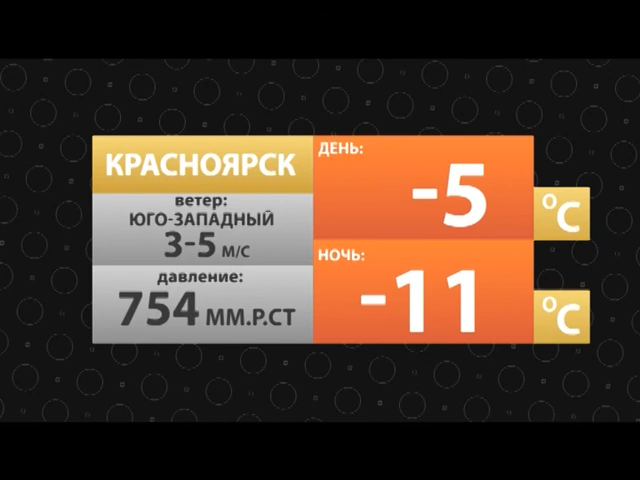 КРАСНОЯРСК
ветер:
ЮГО-ЗАПАДНЫЙ
3-5 М/С
давление:
754 ММ.Р.СТ
ДЕНЬ:
-5 °C
НОЧЬ:
-11 °C